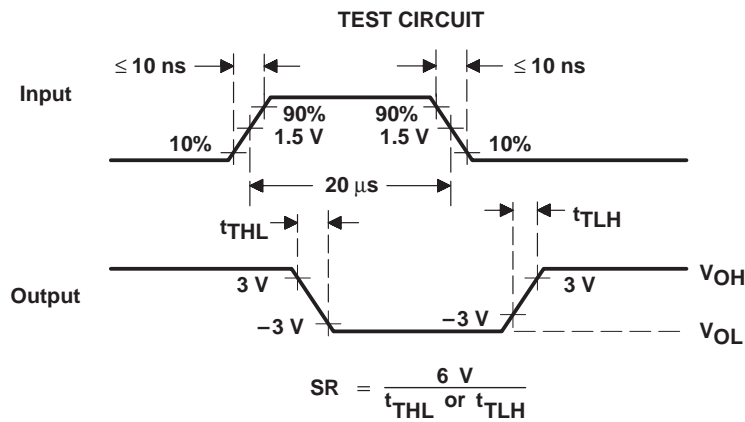 TEST CIRCUIT
≤ 10 ns
≤ 10 ns
Input
90%
90%
1.5 V
1.5 V
10%
10%
20 μs
tTHL
tTLH
VOH
3 V
3 V
Output
−3 V
−3 V
VOL
SR = 6 V / tTHL or tTLH